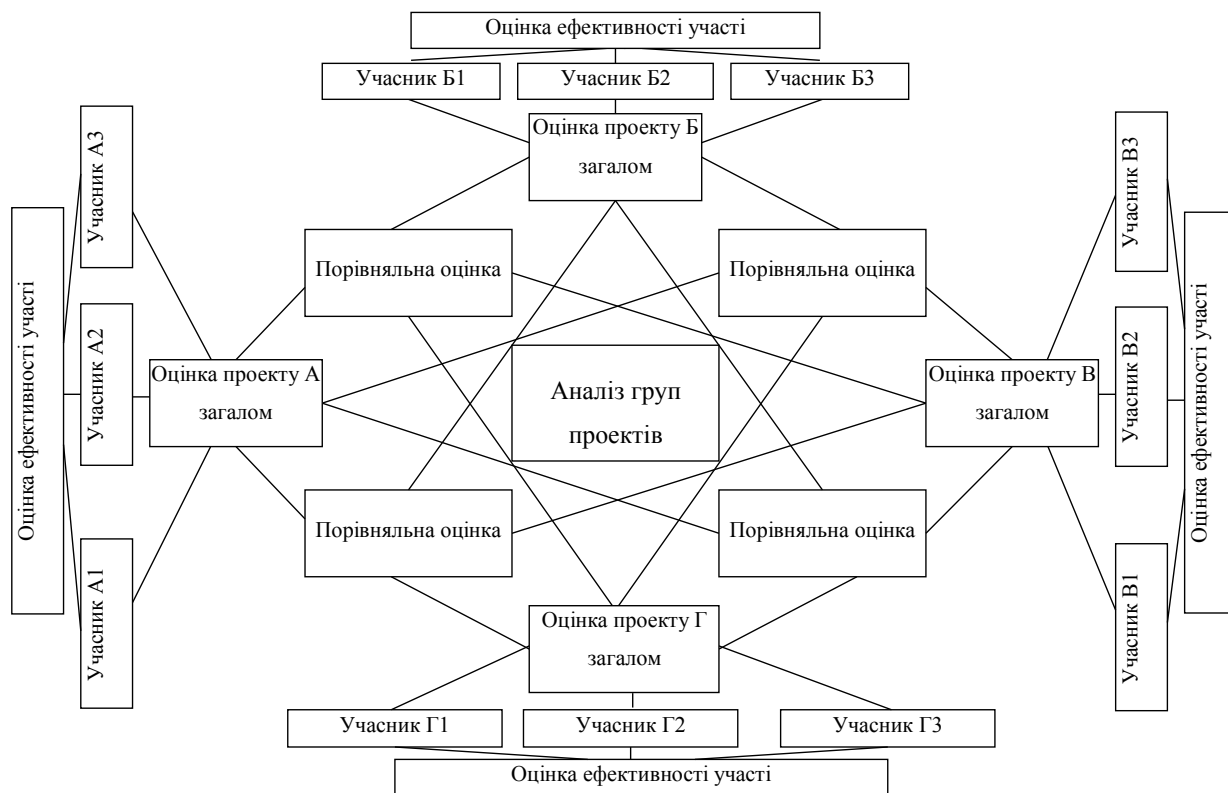 Оцінка ефективності участі
Учасник Б1
Учасник Б2
Учасник Б3
Оцінка проекту Б
загалом
Оцінка ефективності участі
Учасник А3
Учасник А2
Учасник А1
Оцінка проекту А
загалом
Порівняльна оцінка
Порівняльна оцінка
Аналіз груп
проектів
Порівняльна оцінка
Порівняльна оцінка
Оцінка проекту В
загалом
Учасник В3
Учасник В2
Учасник В1
Оцінка ефективності участі
Оцінка проекту Г
загалом
Учасник Г1
Учасник Г2
Учасник Г3
Оцінка ефективності участі